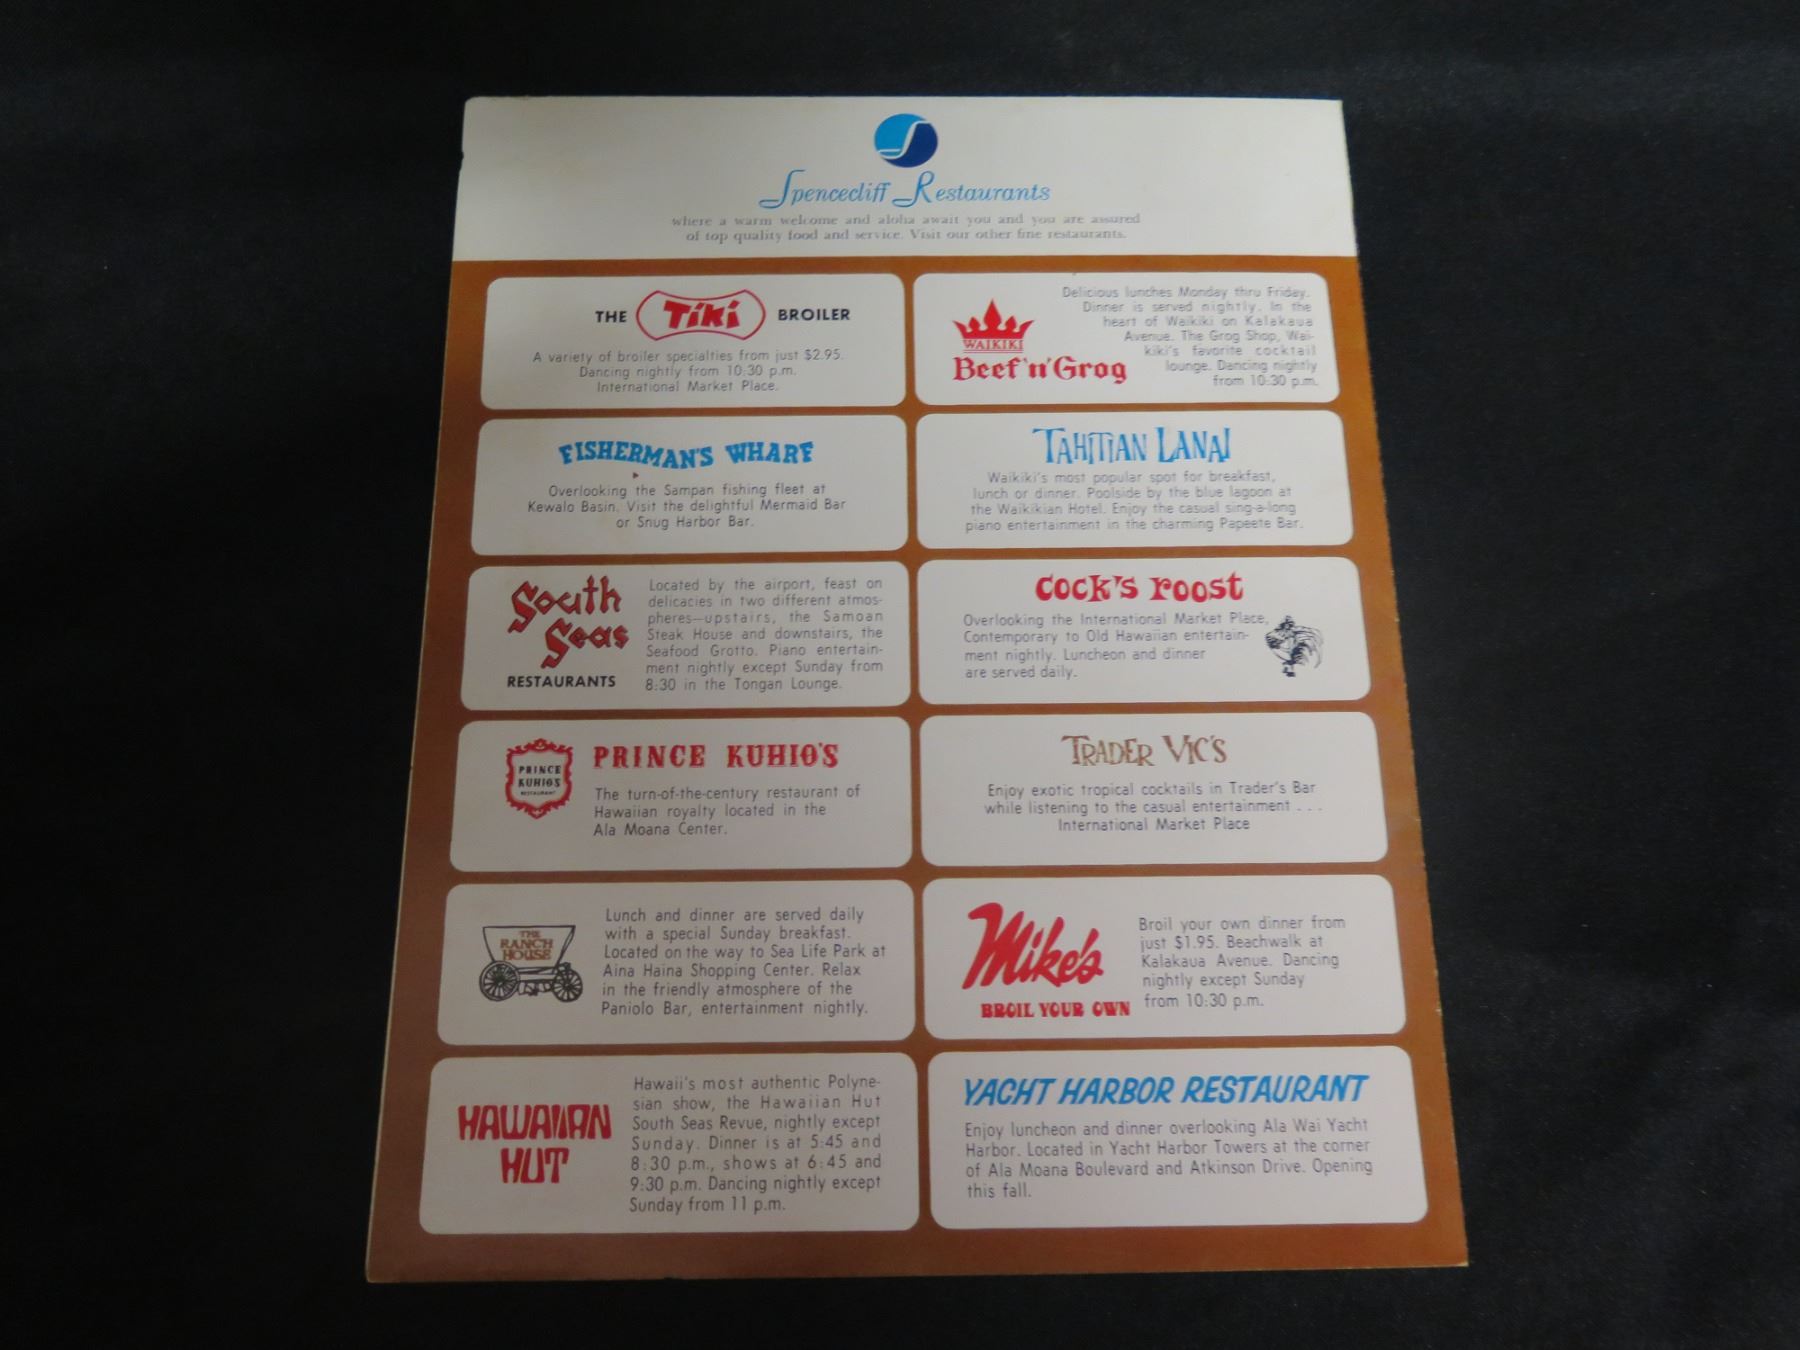 Spencecliff Restaurants
where a warm welcome and aloha await you and you are assured
of top quality food and service. Visit our other fine restaurants.
THE Tiki BROILER
A variety of broiler specialties from just $2.95.
Dancing nightly from 10:30 p.m.
International Market Place.
WAIKIKI
Beef 'n' Grog
Delicious lunches Monday thru Friday.
Dinner is served nightly. In the
heart of Waikiki on Kalakaua
Avenue. The Grog Shop, Wai-
kiki's favorite cocktail
lounge. Dancing nightly
from 10:30 p.m.
FISHERMAN'S WHARF
Overlooking the Sampan fishing fleet at
Kewalo Basin. Visit the delightful Mermaid Bar
or Snug Harbor Bar.
TAHITIAN LANAI
Waikiki's most popular spot for breakfast,
lunch or dinner. Poolside by the blue lagoon at
the Waikikian Hotel. Enjoy the casual sing-a-long
piano entertainment in the charming Papeete Bar.
South
Seas
RESTAURANTS
Located by the airport, feast on
delicacies in two different atmos-
pheres—upstairs, the Samoan
Steak House and downstairs, the
Seafood Grotto. Piano entertain-
ment nightly except Sunday from
8:30 in the Tongan Lounge.
COCK'S roost
Overlooking the International Market Place,
Contemporary to Old Hawaiian entertain-
ment nightly. Luncheon and dinner
are served daily.
PRINCE
KUHIO'S
RESTAURANT
PRINCE KUHIO'S
The turn-of-the-century restaurant of
Hawaiian royalty located in the
Ala Moana Center.
TRADER VIC'S
Enjoy exotic tropical cocktails in Trader's Bar
while listening to the casual entertainment . . .
International Market Place
THE
RANCH
HOUSE
Lunch and dinner are served daily
with a special Sunday breakfast.
Located on the way to Sea Life Park at
Aina Haina Shopping Center. Relax
in the friendly atmosphere of the
Paniolo Bar, entertainment nightly.
Mike's
BROIL YOUR OWN
Broil your own dinner from
just $1.95. Beachwalk at
Kalakaua Avenue. Dancing
nightly except Sunday
from 10:30 p.m.
HAWAIIAN
HUT
Hawaii's most authentic Polyne-
sian show, the Hawaiian Hut
South Seas Revue, nightly except
Sunday. Dinner is at 5:45 and
8:30 p.m., shows at 6:45 and
9:30 p.m. Dancing nightly except
Sunday from 11 p.m.
YACHT HARBOR RESTAURANT
Enjoy luncheon and dinner overlooking Ala Wai Yacht
Harbor. Located in Yacht Harbor Towers at the corner
of Ala Moana Boulevard and Atkinson Drive. Opening
this fall.